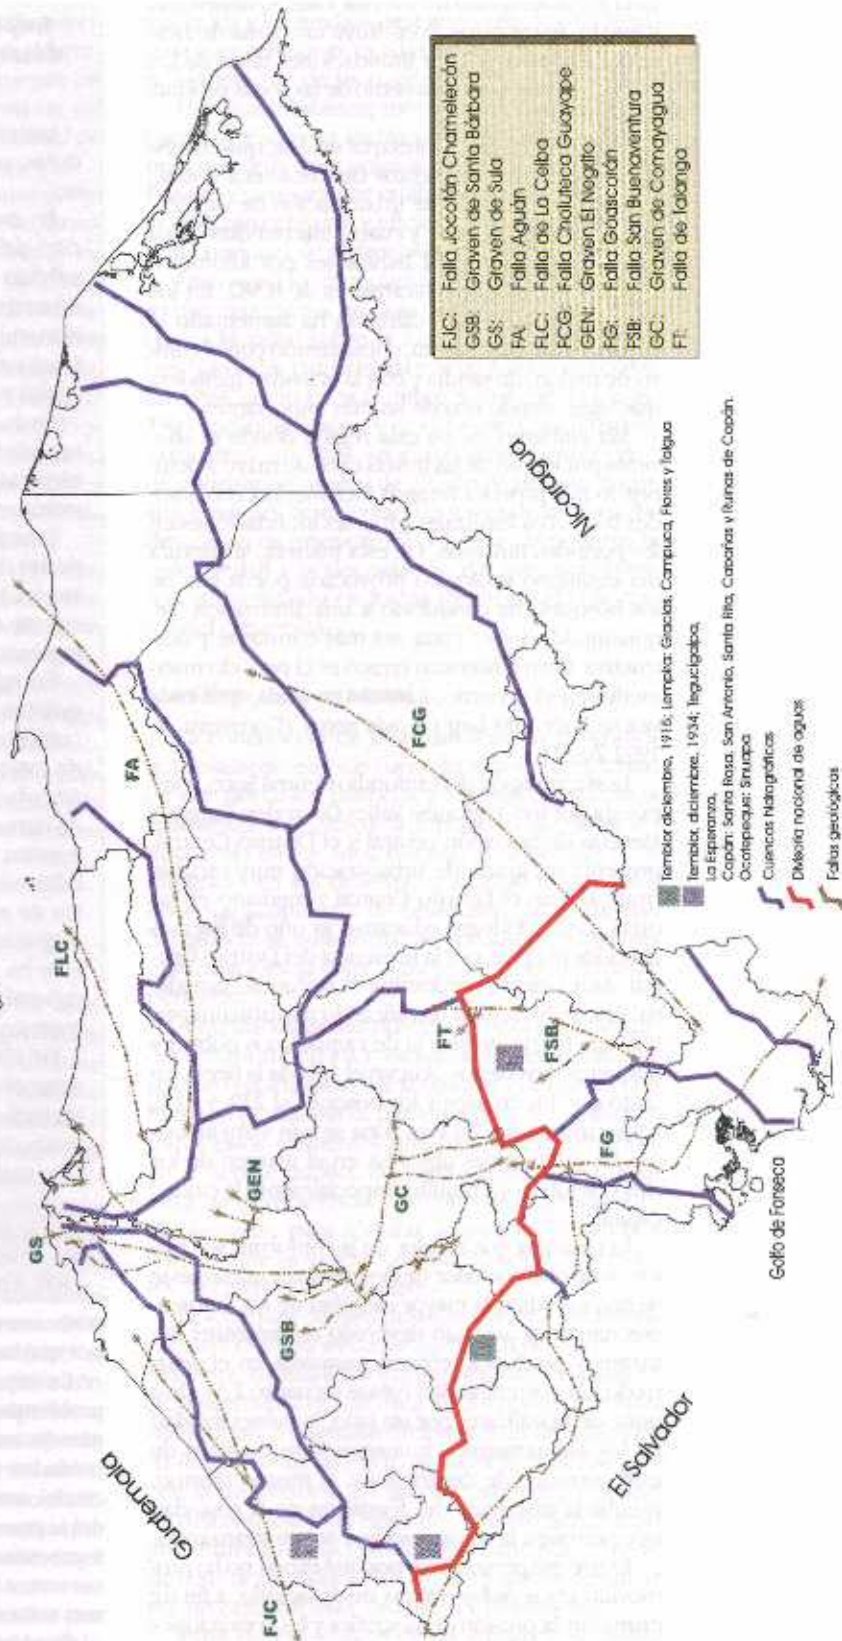 Guatemala
El Salvador
Nicaragua
Golfo de Fonseca
FJC
GSB
GS
GEN
GC
FLC
FA
FCG
FT
FSB
FG
FJC: Falla Jocotán Chamelecón
GSB: Graven de Santa Bárbara
GS: Graven de Sula
FA: Falla Aguán
FLC: Falla de La Ceiba
FCG: Falla Choluteca Guayape
GEN: Graven El Negrito
FG: Falla Goascorán
FSB: Falla San Buenaventura
GC: Graven de Comayagua
FT: Falla de Talanga
Temblor diciembre, 1915; Lempira: Gracias, Campuca, Flores y Talgua
Temblor, diciembre, 1934; Tegucigalpa,
La Esperanza,
Copán: Santa Rosa, San Antonio, Santa Rita, Cabañas y Ruinas de Copán.
Ocotepeque: Sinuapa
Cuencas hidrográficas
Divisoria nacional de aguas
Fallas geológicas